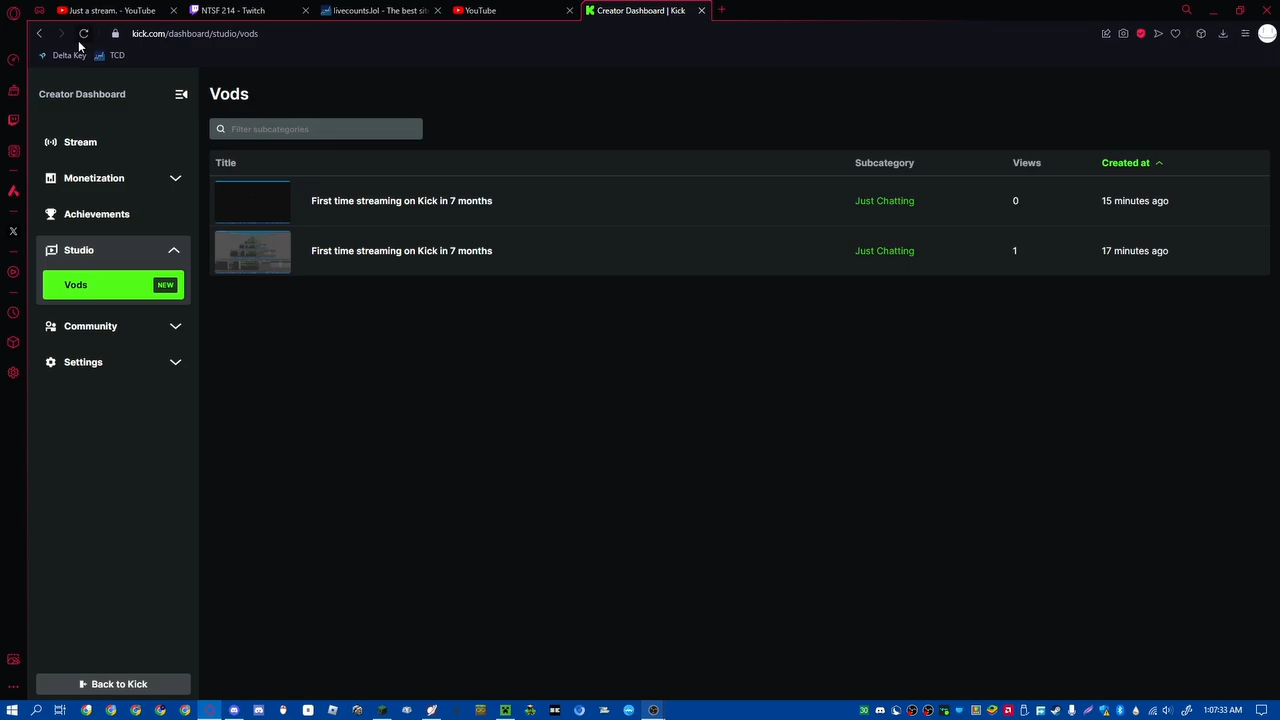 Just a stream. - YouTube
NTSF 214 - Twitch
livecounts.lol - The best sit
YouTube
Creator Dashboard | Kick
kick.com/dashboard/studio/vods
Delta Key
TCD
Creator Dashboard
Stream
Monetization
Achievements
Studio
Vods
NEW
Community
Settings
Back to Kick
Vods
Filter subcategories
Title
Subcategory
Views
Created at
First time streaming on Kick in 7 months
Just Chatting
0
15 minutes ago
First time streaming on Kick in 7 months
Just Chatting
1
17 minutes ago
30
1:07:33 AM